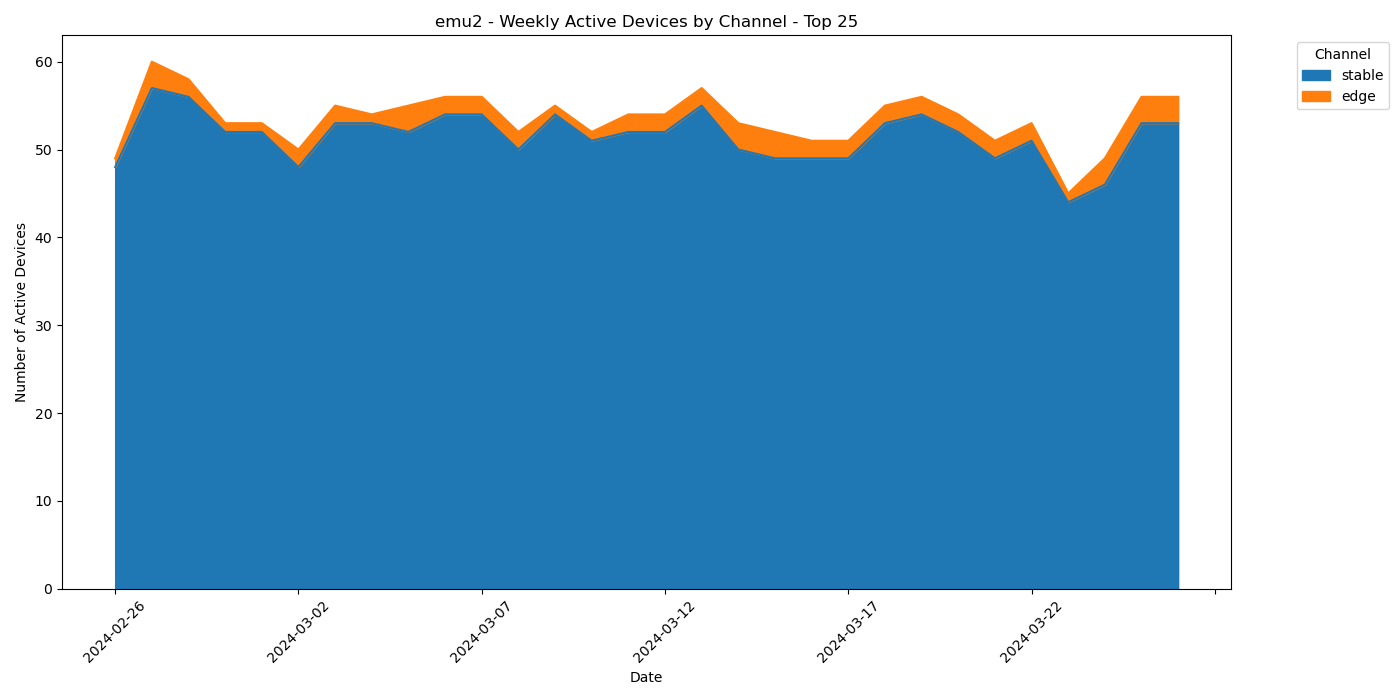 emu2 - Weekly Active Devices by Channel - Top 25
Channel
stable
edge
Number of Active Devices
60
50
40
30
20
10
0
2024-02-26
2024-03-02
2024-03-07
2024-03-12
2024-03-17
2024-03-22
Date